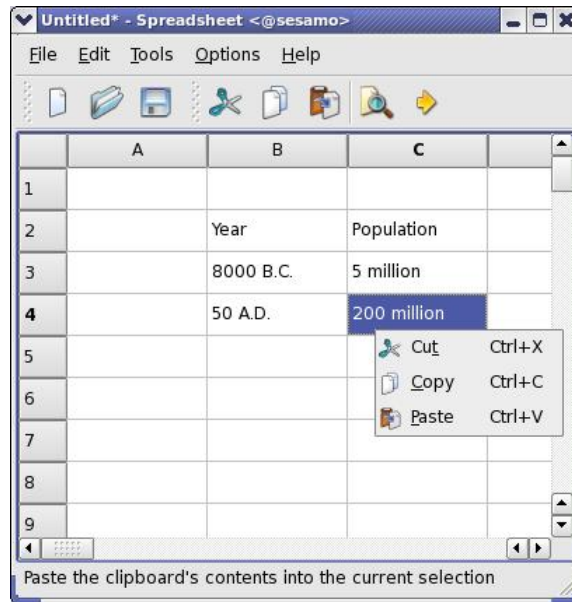 Untitled* - Spreadsheet <@sesamo>
File Edit Tools Options Help
A B C
1
2 Year Population
3 8000 B.C. 5 million
4 50 A.D. 200 million
Cut Ctrl+X
5
Copy Ctrl+C
6
Paste Ctrl+V
7
8
9
Paste the clipboard's contents into the current selection